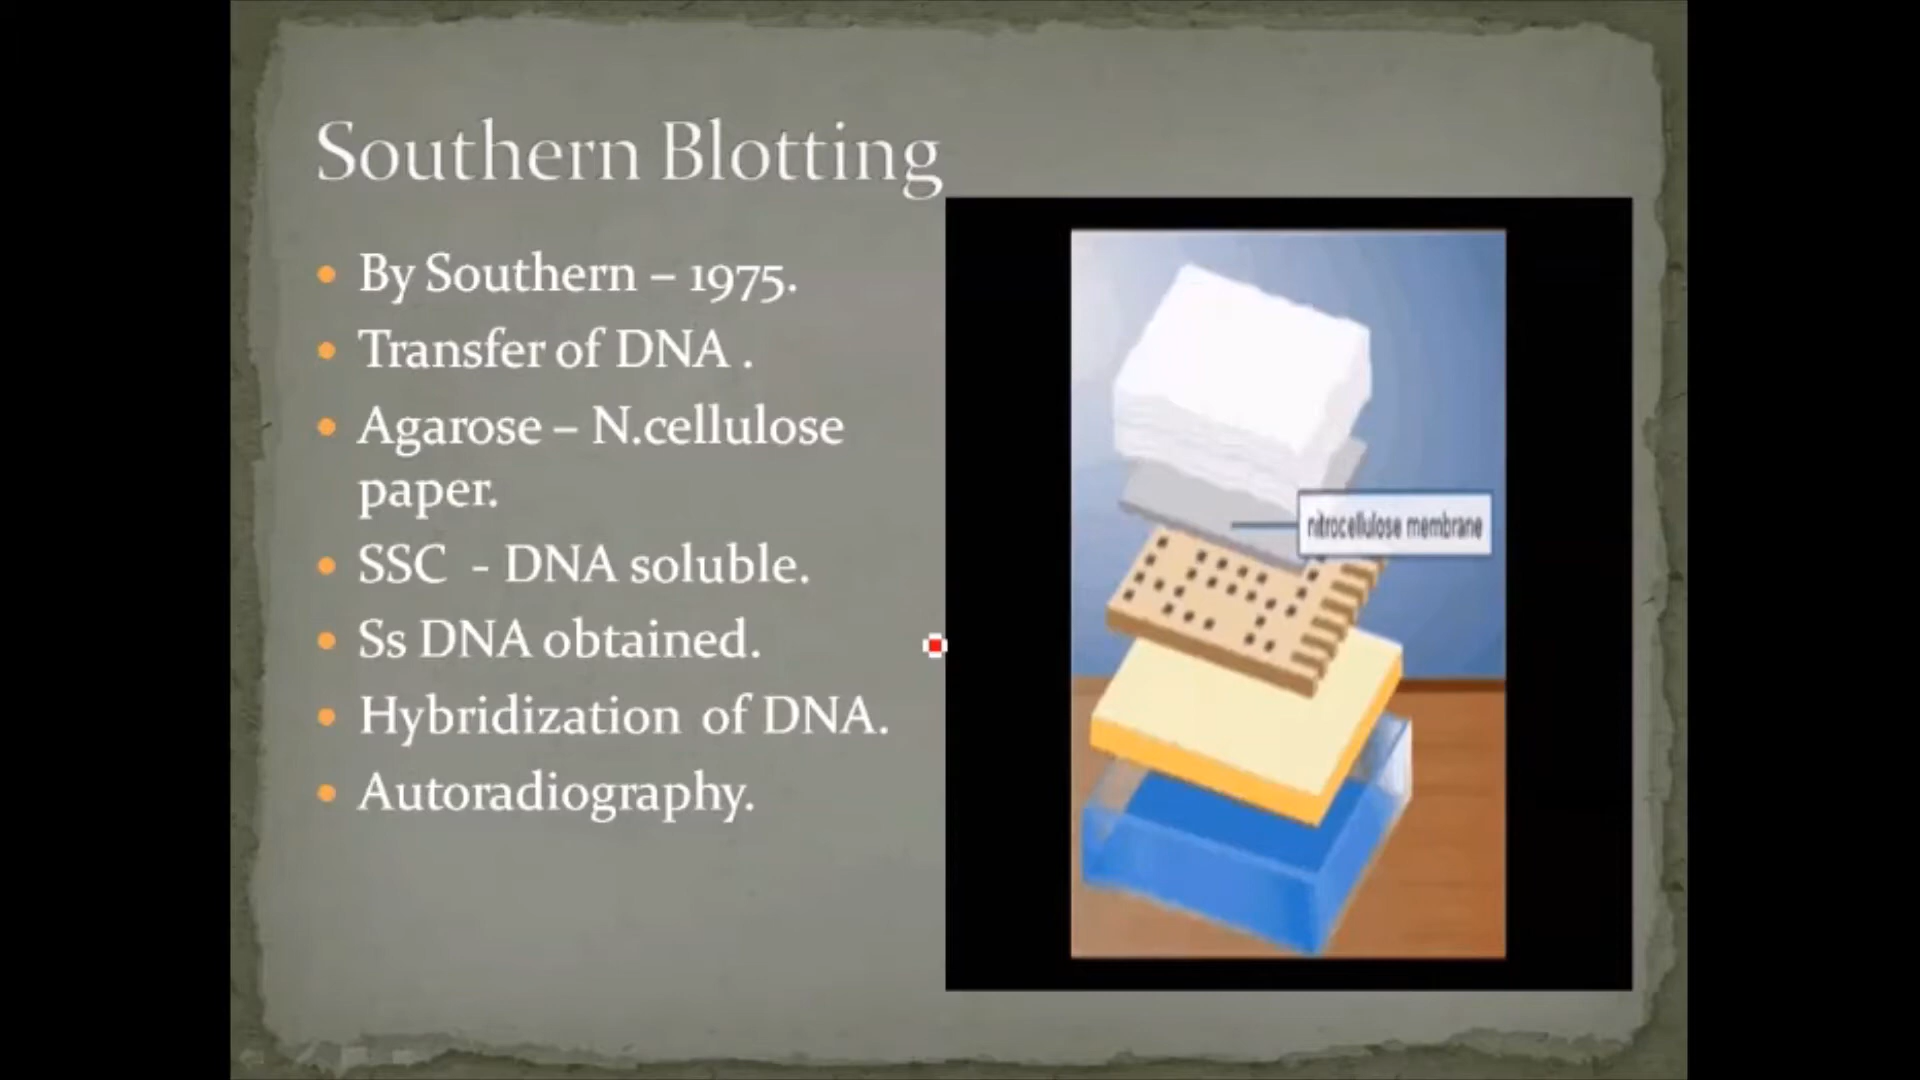 Southern Blotting
By Southern – 1975.
Transfer of DNA .
Agarose – N.cellulose
paper.
SSC - DNA soluble.
Ss DNA obtained.
Hybridization of DNA.
Autoradiography.
nitrocellulose membrane